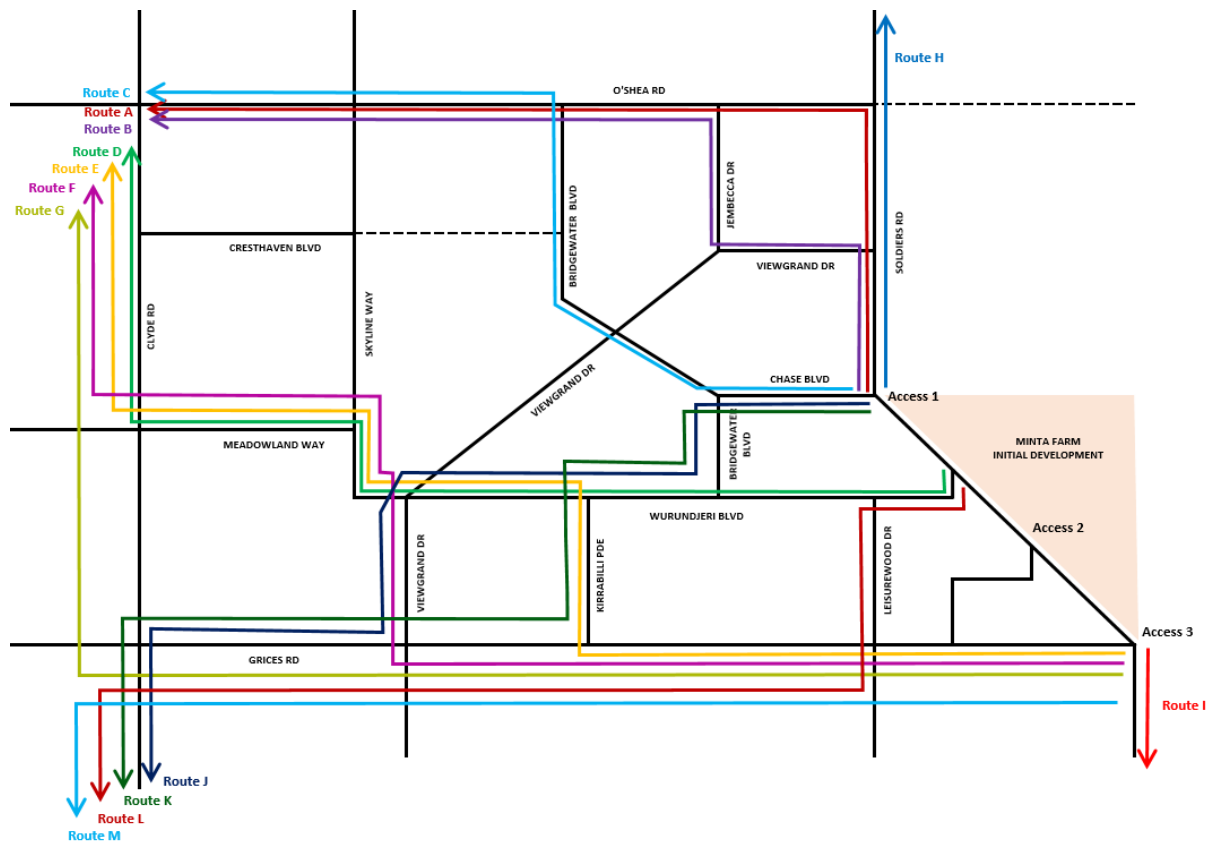 Route H
Route C
O'SHEA RD
Route A
Route B
Route D
Route E
Route F
Route G
JEMBECCA DR
BRIDGEWATER BLVD
SOLDIERS RD
CRESTHAVEN BLVD
VIEWGRAND DR
CLYDE RD
SKYLINE WAY
VIEWGRAND DR
CHASE BLVD
Access 1
MEADOWLAND WAY
BRIDGEWATER
BLVD
MINTA FARM
INITIAL DEVELOPMENT
WURUNDJERI BLVD
Access 2
VIEWGRAND DR
KIRRABILLI PDE
LEISUREWOOD DR
Access 3
GRICES RD
Route I
Route J
Route K
Route L
Route M